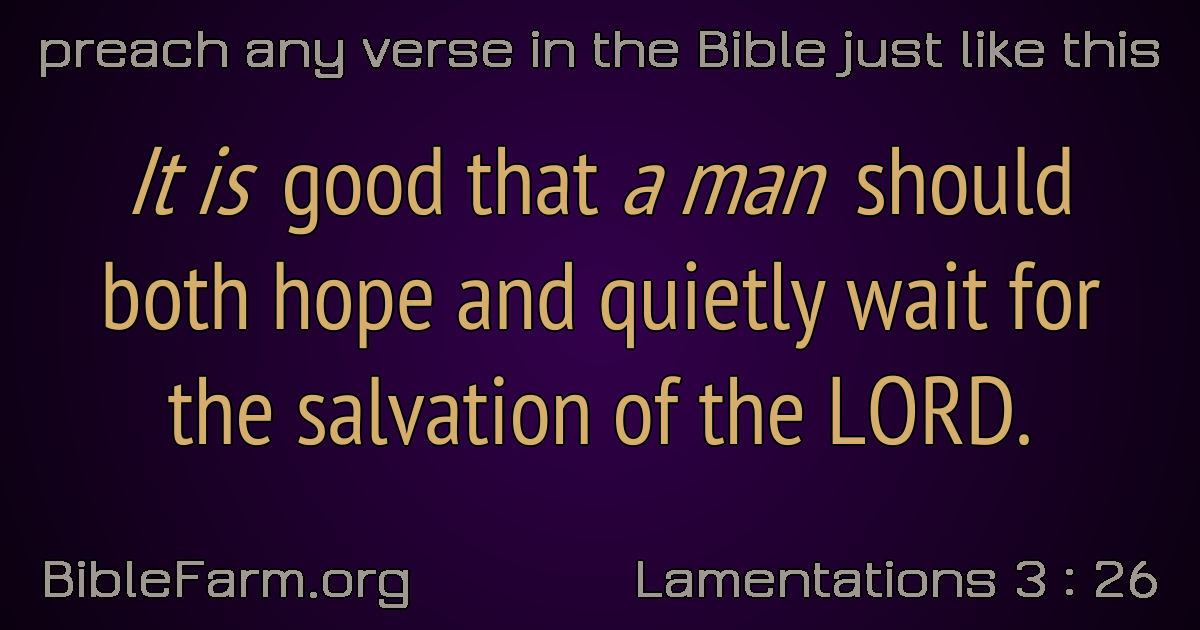 preach any verse in the Bible just like this
It is good that a man should
both hope and quietly wait for
the salvation of the LORD.
BibleFarm.org
Lamentations 3 : 26